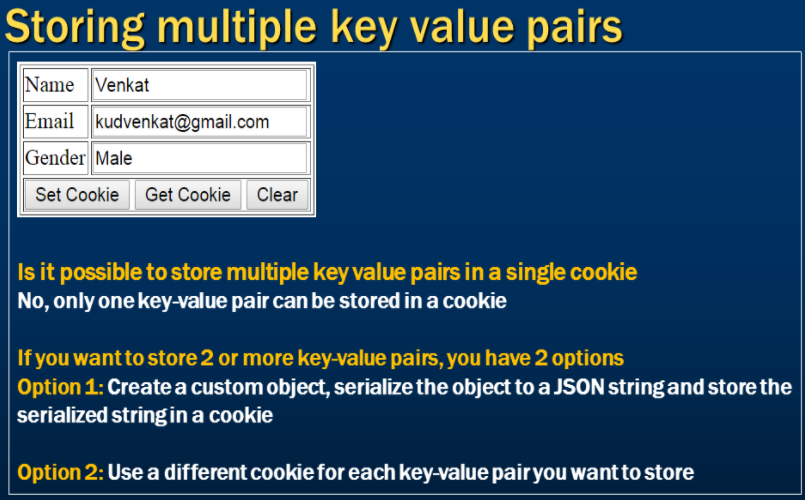 Storing multiple key value pairs
Name Venkat
Email kudvenkat@gmail.com
Gender Male
Set Cookie Get Cookie Clear
Is it possible to store multiple key value pairs in a single cookie
No, only one key-value pair can be stored in a cookie
If you want to store 2 or more key-value pairs, you have 2 options
Option 1: Create a custom object, serialize the object to a JSON string and store the
serialized string in a cookie
Option 2: Use a different cookie for each key-value pair you want to store